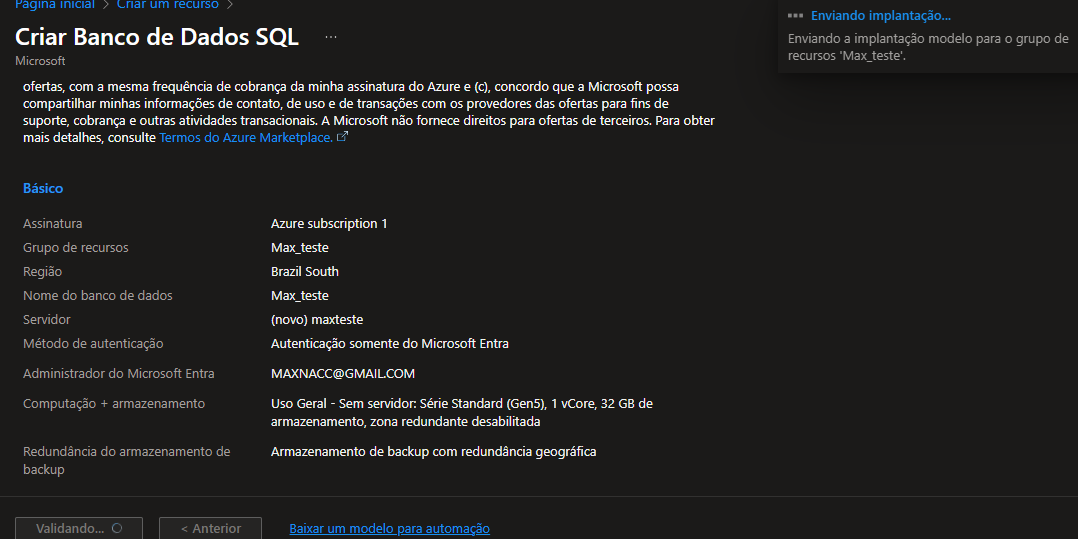 Página inicial > Criar um recurso >
Criar Banco de Dados SQL ...
Microsoft
Enviando implantação...
Enviando a implantação modelo para o grupo de
recursos 'Max_teste'.
ofertas, com a mesma frequência de cobrança da minha assinatura do Azure e (c), concordo que a Microsoft possa
compartilhar minhas informações de contato, de uso e de transações com os provedores das ofertas para fins de
suporte, cobrança e outras atividades transacionais. A Microsoft não fornece direitos para ofertas de terceiros. Para obter
mais detalhes, consulte Termos do Azure Marketplace.
Básico
Assinatura Azure subscription 1
Grupo de recursos Max_teste
Região Brazil South
Nome do banco de dados Max_teste
Servidor (novo) maxteste
Método de autenticação Autenticação somente do Microsoft Entra
Administrador do Microsoft Entra MAXNACC@GMAIL.COM
Computação + armazenamento Uso Geral - Sem servidor: Série Standard (Gen5), 1 vCore, 32 GB de
armazenamento, zona redundante desabilitada
Redundância do armazenamento de Armazenamento de backup com redundância geográfica
backup
Validando... < Anterior Baixar um modelo para automação